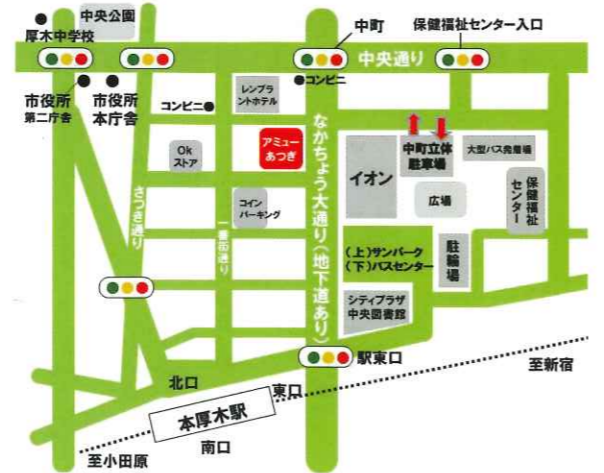 中央公園
厚木中学校
中町
保健福祉センター入口
中央通り
市役所
第二庁舎
市役所
本庁舎
コンビニ
レンブラ
ントホテル
コンビニ
Ok
ストア
アミュー
あつぎ
イオン
中町立体
駐車場
大型バス発着場
広場
保健福祉
センター
コイン
パーキング
さつき通り
一番街通り
なかちょう大通り(地下道あり)
(上)サンパーク
(下)バスセンター
駐輪場
シティプラザ
中央図書館
駅東口
北口
東口
至新宿
本厚木駅
南口
至小田原